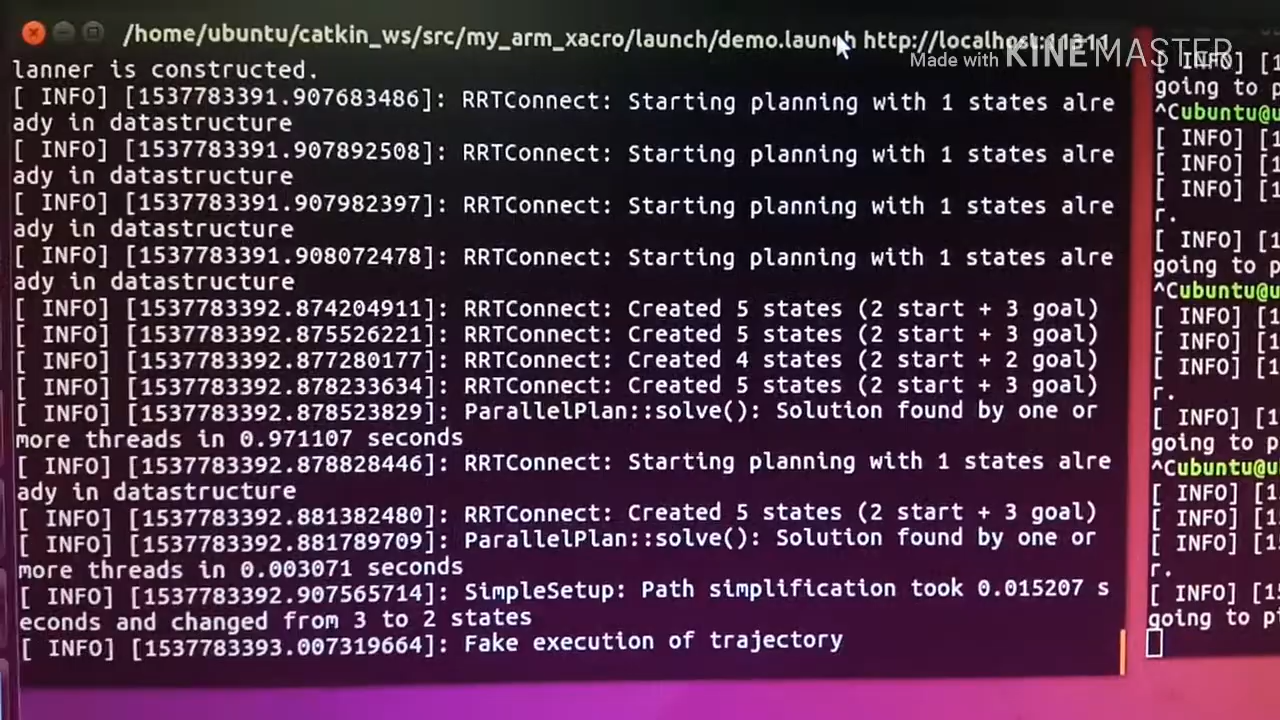 /home/ubuntu/catkin_ws/src/my_arm_xacro/launch/demo.launch http://localhost:11311
Made with KINEMASTER
lanner is constructed.
[ INFO] [1537783391.907683486]: RRTConnect: Starting planning with 1 states alre
ady in datastructure
[ INFO] [1537783391.907892508]: RRTConnect: Starting planning with 1 states alre
ady in datastructure
[ INFO] [1537783391.907982397]: RRTConnect: Starting planning with 1 states alre
ady in datastructure
[ INFO] [1537783391.908072478]: RRTConnect: Starting planning with 1 states alre
ady in datastructure
[ INFO] [1537783392.874204911]: RRTConnect: Created 5 states (2 start + 3 goal)
[ INFO] [1537783392.875526221]: RRTConnect: Created 5 states (2 start + 3 goal)
[ INFO] [1537783392.877280177]: RRTConnect: Created 4 states (2 start + 2 goal)
[ INFO] [1537783392.878233634]: RRTConnect: Created 5 states (2 start + 3 goal)
[ INFO] [1537783392.878523829]: ParallelPlan::solve(): Solution found by one or
more threads in 0.971107 seconds
[ INFO] [1537783392.878828446]: RRTConnect: Starting planning with 1 states alre
ady in datastructure
[ INFO] [1537783392.881382480]: RRTConnect: Created 5 states (2 start + 3 goal)
[ INFO] [1537783392.881789709]: ParallelPlan::solve(): Solution found by one or
more threads in 0.003071 seconds
[ INFO] [1537783392.907565714]: SimpleSetup: Path simplification took 0.015207 s
econds and changed from 3 to 2 states
[ INFO] [1537783393.007319664]: Fake execution of trajectory
[ INFO] [1
going to p
^Cubuntu@u
[ INFO] [1
[ INFO] [1
[ INFO] [1
r.
[ INFO] [1
going to p
^Cubuntu@u
[ INFO] [1
[ INFO] [1
[ INFO] [1
r.
[ INFO] [1
going to p
^Cubuntu@u
[ INFO] [1
[ INFO] [1
[ INFO] [15
r.
[ INFO] [15
going to pi